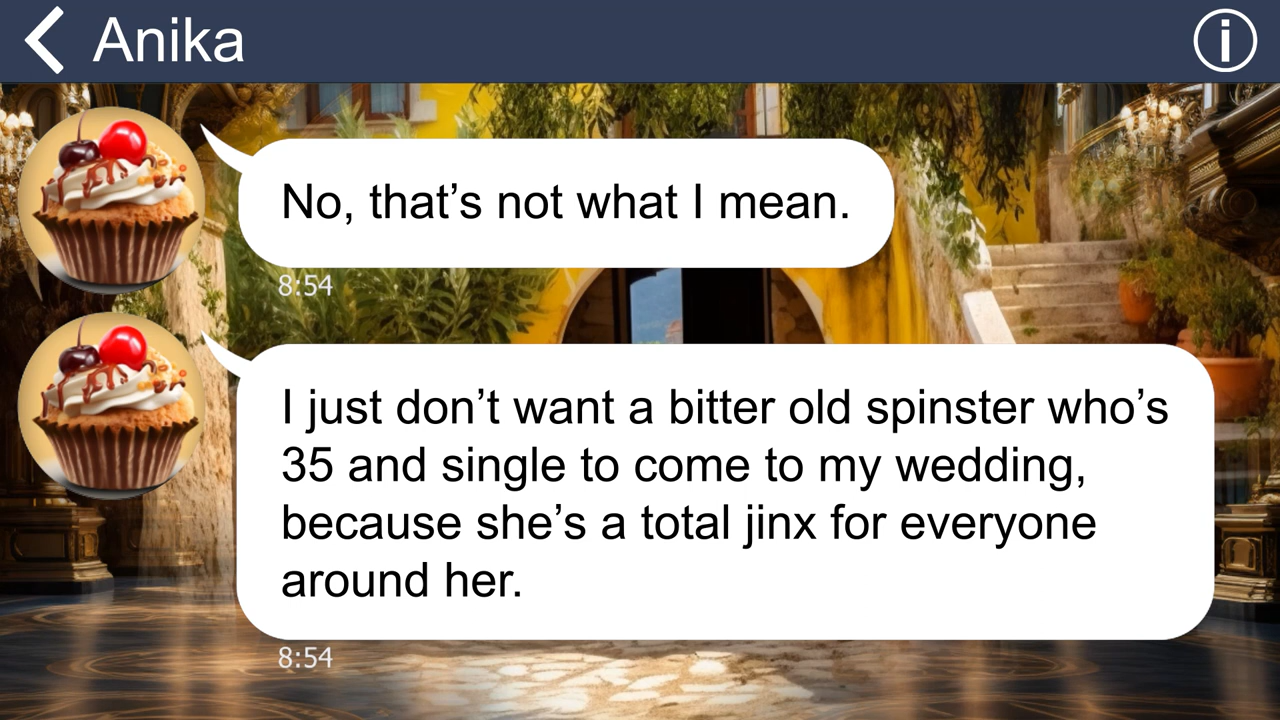 Anika
No, that’s not what I mean.
8:54
I just don’t want a bitter old spinster who’s
35 and single to come to my wedding,
because she’s a total jinx for everyone
around her.
8:54